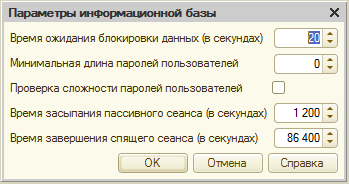 Параметры информационной базы
Время ожидания блокировки данных (в секундах) 20
Минимальная длина паролей пользователей 0
Проверка сложности паролей пользователей
Время засыпания пассивного сеанса (в секундах) 1 200
Время завершения спящего сеанса (в секундах) 86 400
OK Отмена Справка